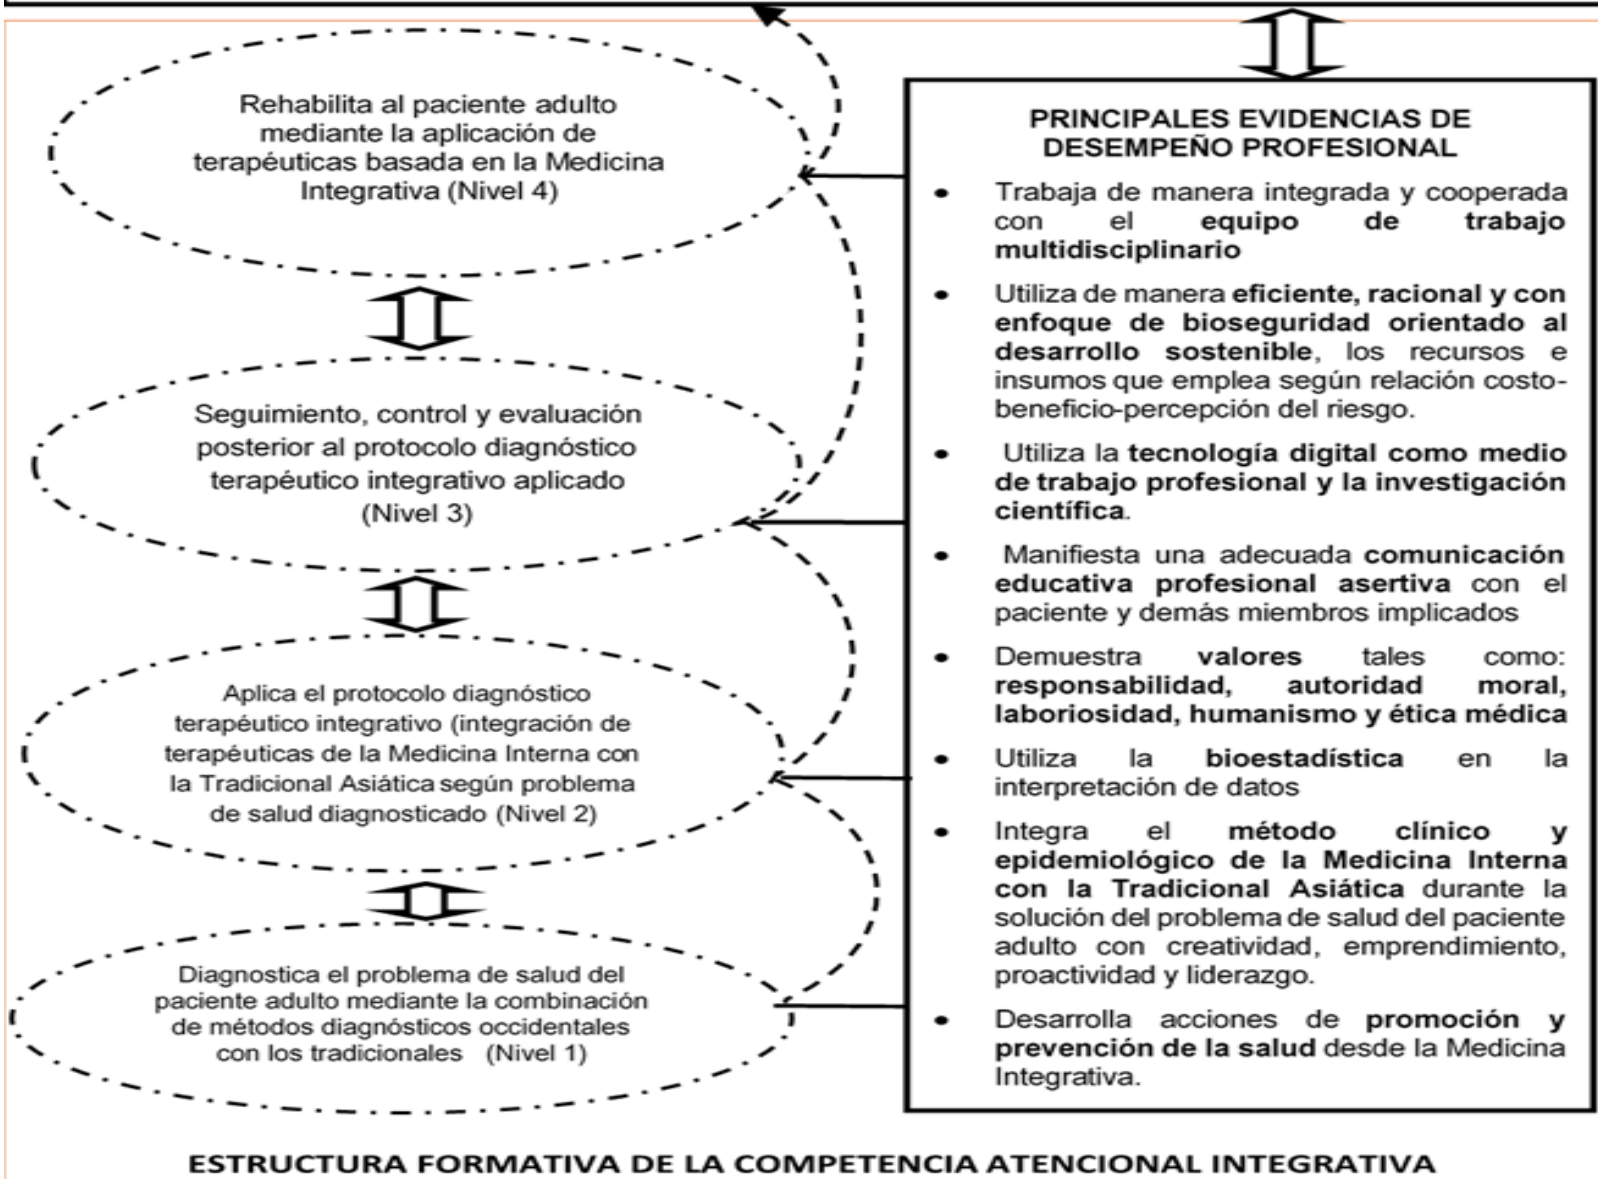 Rehabilita al paciente adulto
mediante la aplicación de
terapéuticas basada en la Medicina
Integrativa (Nivel 4)
Seguimiento, control y evaluación
posterior al protocolo diagnóstico
terapéutico integrativo aplicado
(Nivel 3)
Aplica el protocolo diagnóstico
terapéutico integrativo (integración de
terapéuticas de la Medicina Interna con
la Tradicional Asiática según problema
de salud diagnosticado (Nivel 2)
Diagnostica el problema de salud del
paciente adulto mediante la combinación
de métodos diagnósticos occidentales
con los tradicionales (Nivel 1)
PRINCIPALES EVIDENCIAS DE
DESEMPEÑO PROFESIONAL
• Trabaja de manera integrada y cooperada
con el equipo de trabajo
multidisciplinario
• Utiliza de manera eficiente, racional y con
enfoque de bioseguridad orientado al
desarrollo sostenible, los recursos e
insumos que emplea según relación costo-
beneficio-percepción del riesgo.
• Utiliza la tecnología digital como medio
de trabajo profesional y la investigación
científica.
• Manifiesta una adecuada comunicación
educativa profesional asertiva con el
paciente y demás miembros implicados
• Demuestra valores tales como:
responsabilidad, autoridad moral,
laboriosidad, humanismo y ética médica
• Utiliza la bioestadística en la
interpretación de datos
• Integra el método clínico y
epidemiológico de la Medicina Interna
con la Tradicional Asiática durante la
solución del problema de salud del paciente
adulto con creatividad, emprendimiento,
proactividad y liderazgo.
• Desarrolla acciones de promoción y
prevención de la salud desde la Medicina
Integrativa.
ESTRUCTURA FORMATIVA DE LA COMPETENCIA ATENCIONAL INTEGRATIVA